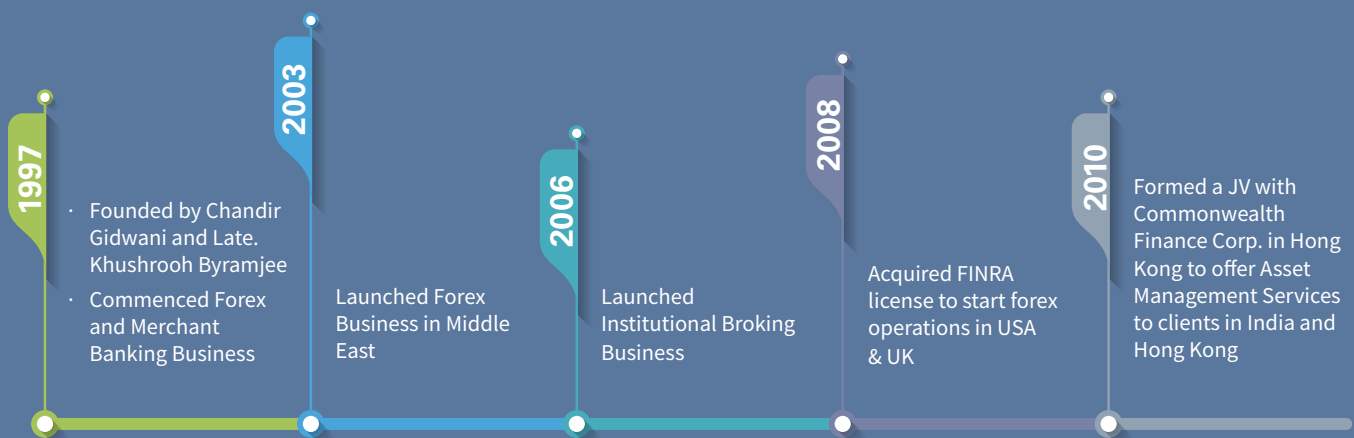 1997
· Founded by Chandir
Gidwani and Late.
Khushrooh Byramjee
· Commenced Forex
and Merchant
Banking Business
2003
Launched Forex
Business in Middle
East
2006
Launched
Institutional Broking
Business
2008
Acquired FINRA
license to start forex
operations in USA
& UK
2010
Formed a JV with
Commonwealth
Finance Corp. in Hong
Kong to offer Asset
Management Services
to clients in India and
Hong Kong